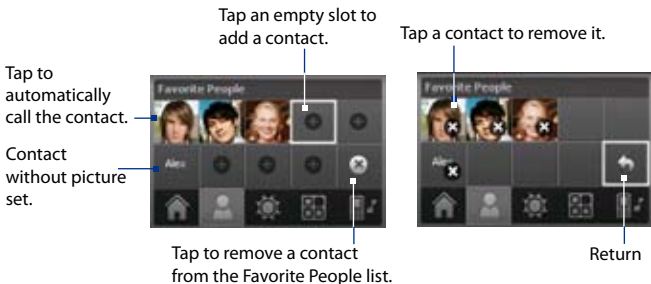 Tap an empty slot to
add a contact.
Tap a contact to remove it.
Tap to
automatically
call the contact.
Contact
without picture
set.
Favorite People
Alex
Favorite People
Alex
Tap to remove a contact
from the Favorite People list.
Return